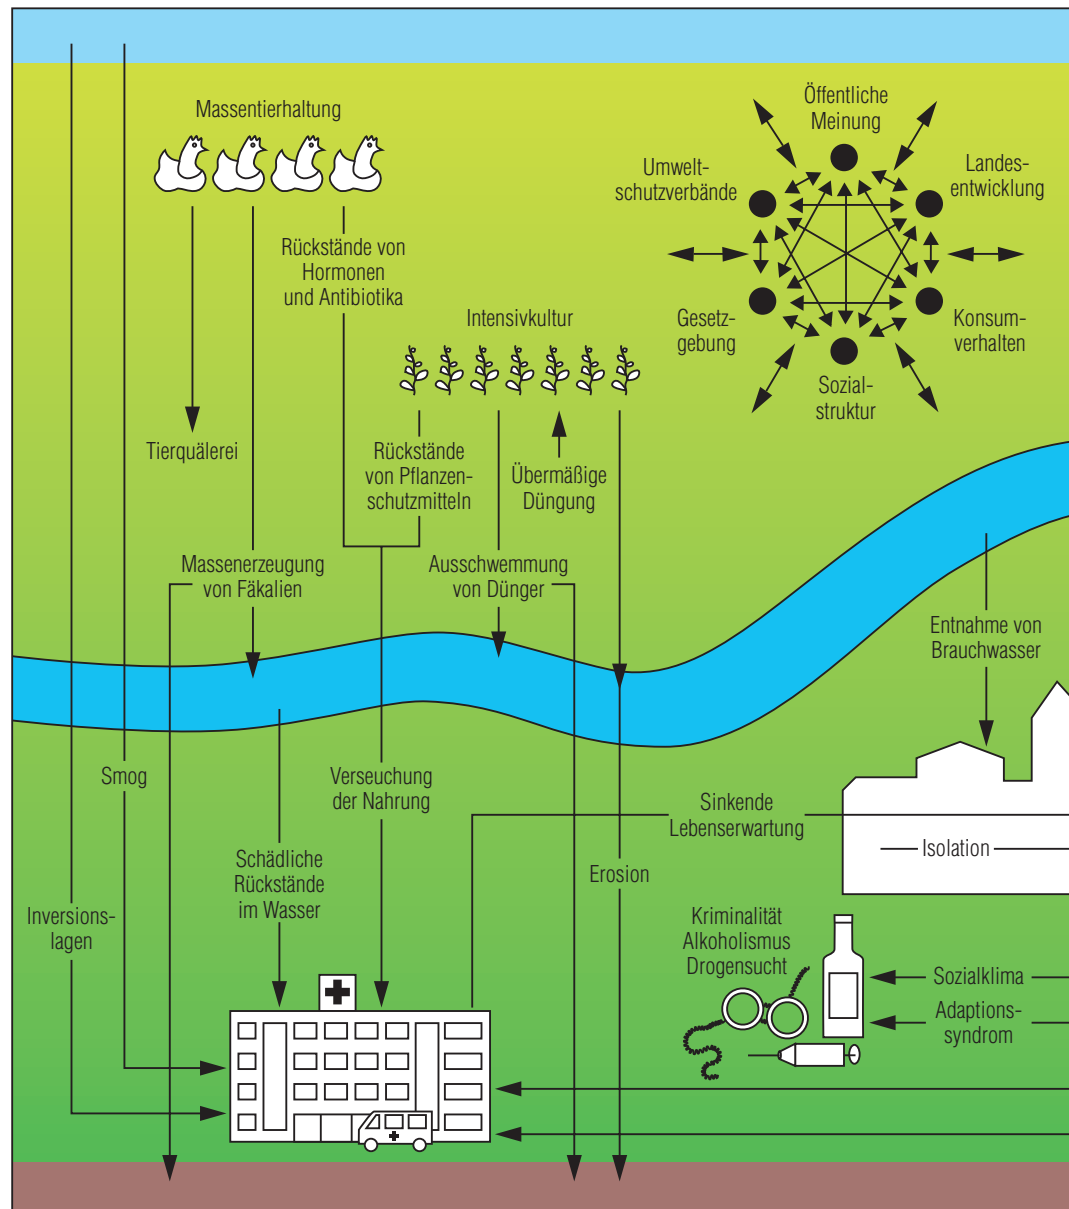 Massentierhaltung
Öffentliche
Meinung
Umwelt-
schutzverbände
Landes-
entwicklung
Rückstände von
Hormonen
und Antibiotika
Intensivkultur
Gesetz-
gebung
Konsum-
verhalten
Sozial-
struktur
Tierquälerei
Rückstände
von Pflanzen-
schutzmitteln
Übermäßige
Düngung
Massenerzeugung
von Fäkalien
Ausschwemmung
von Dünger
Entnahme von
Brauchwasser
Smog
Verseuchung
der Nahrung
Sinkende
Lebenserwartung
Isolation
Schädliche
Rückstände
im Wasser
Erosion
Inversions-
lagen
Kriminalität
Alkoholismus
Drogensucht
Sozialklima
Adaptions-
syndrom